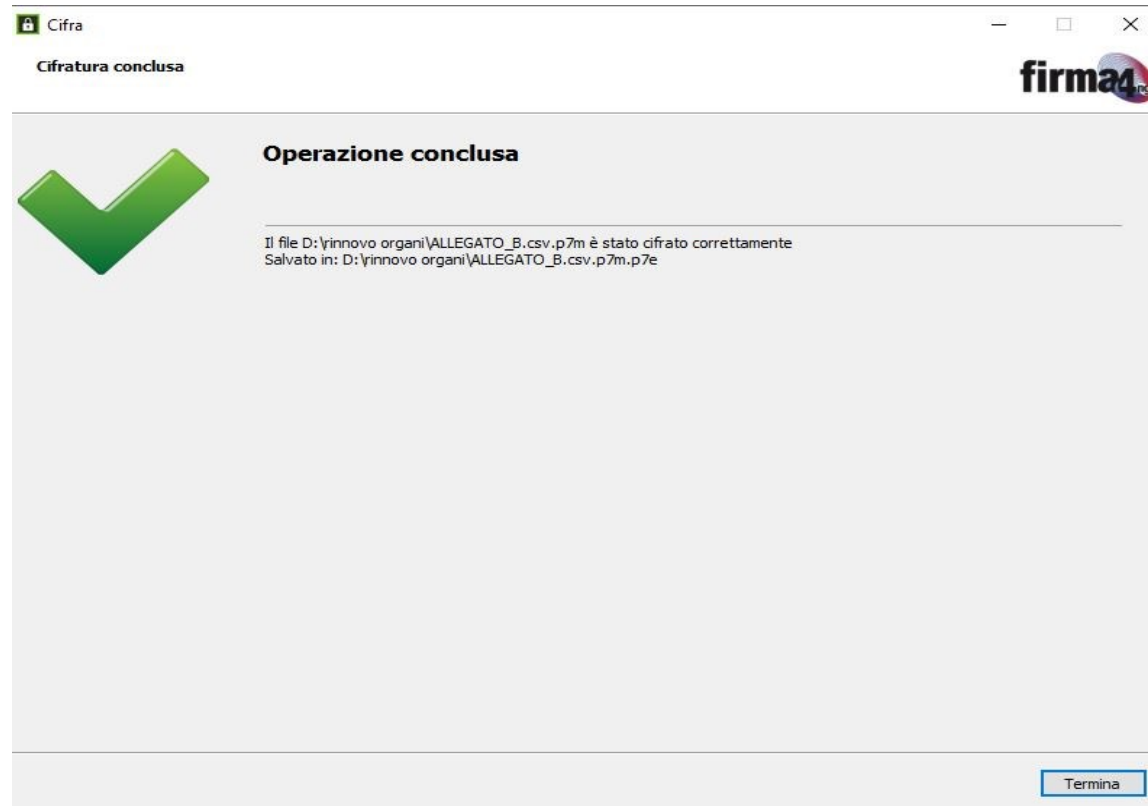 Cifra
Cifratura conclusa
firma4
Operazione conclusa
Il file D:\rinnovo organi\ALLEGATO_B.csv.p7m è stato cifrato correttamente
Salvato in: D:\rinnovo organi\ALLEGATO_B.csv.p7m.p7e
Termina